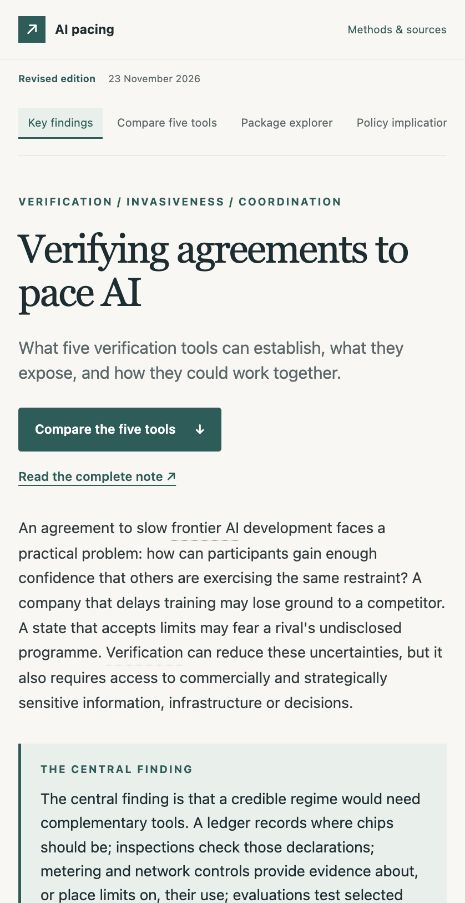 AI pacing
Methods & sources
Revised edition 23 November 2026
Key findings
Compare five tools
Package explorer
Policy implication
VERIFICATION / INVASIVENESS / COORDINATION
Verifying agreements to
pace AI
What five verification tools can establish, what they
expose, and how they could work together.
Compare the five tools ↓
Read the complete note ↗
An agreement to slow frontier AI development faces a
practical problem: how can participants gain enough
confidence that others are exercising the same restraint? A
company that delays training may lose ground to a competitor.
A state that accepts limits may fear a rival's undisclosed
programme. Verification can reduce these uncertainties, but it
also requires access to commercially and strategically
sensitive information, infrastructure or decisions.
THE CENTRAL FINDING
The central finding is that a credible regime would need
complementary tools. A ledger records where chips
should be; inspections check those declarations;
metering and network controls provide evidence about,
or place limits on, their use; evaluations test selected